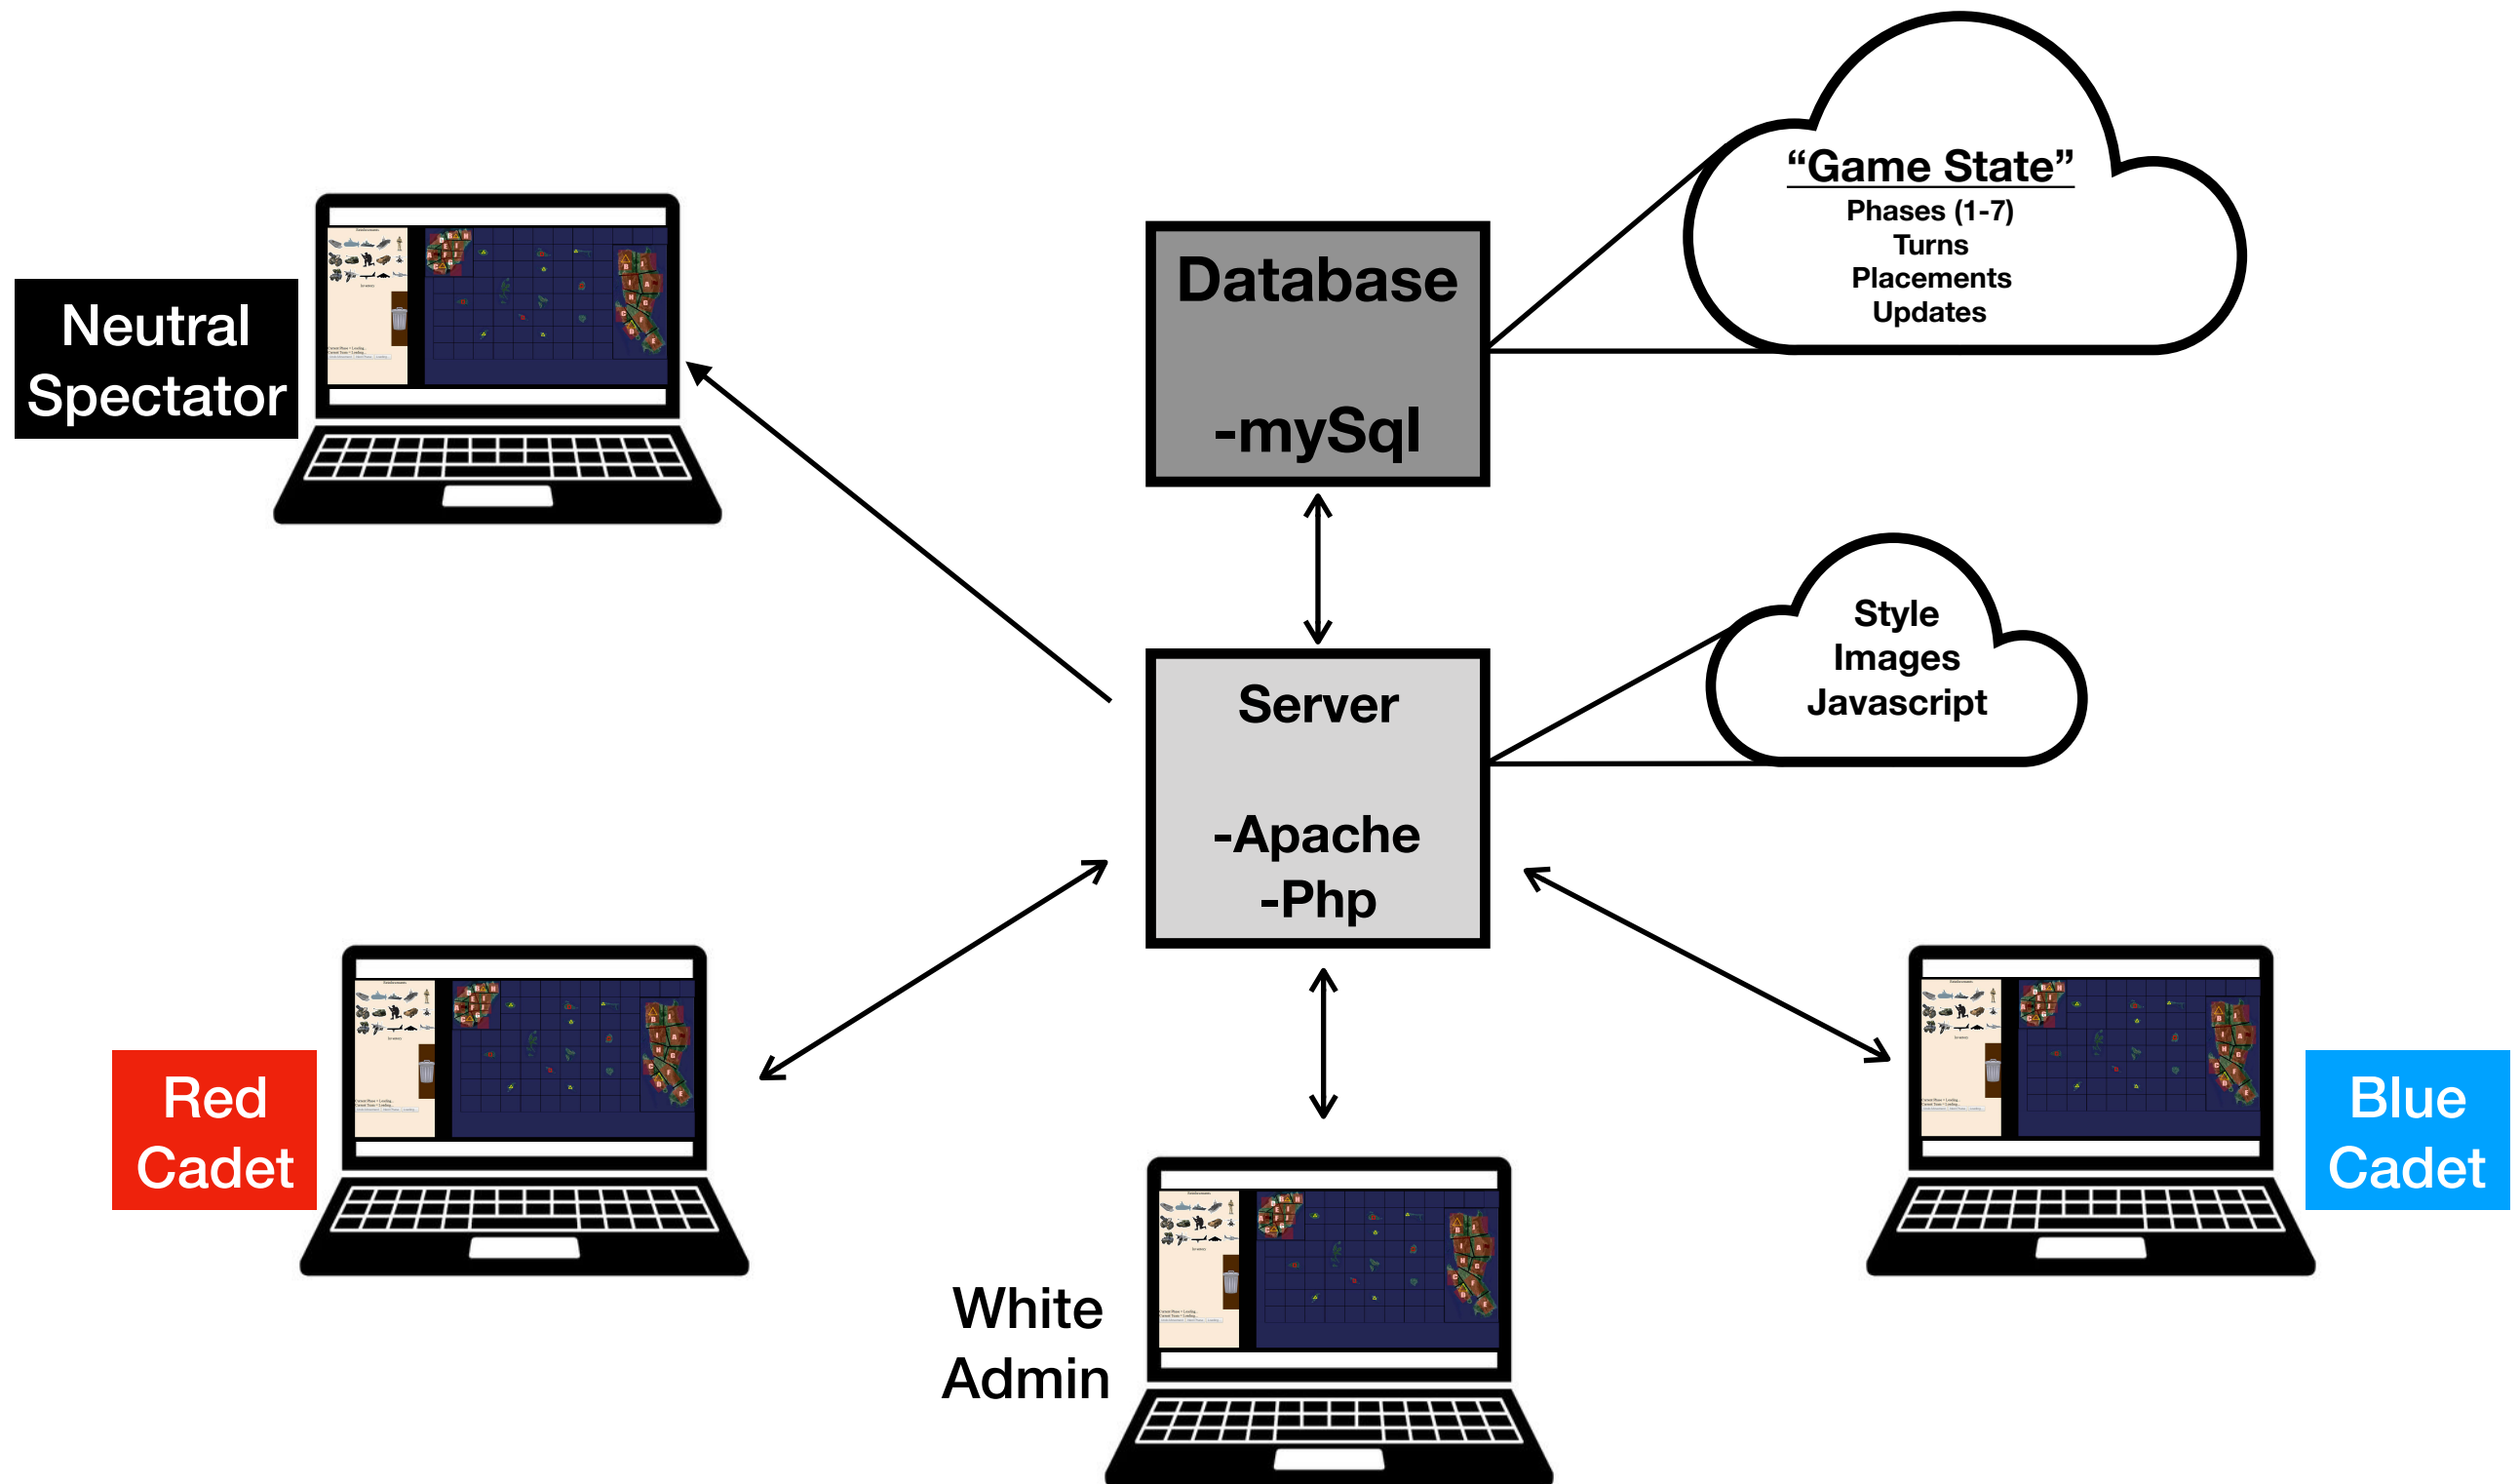 “Game State”
Phases (1-7)
Turns
Placements
Updates
Database
-mySql
Neutral
Spectator
Style
Images
Javascript
Server
-Apache
-Php
Red
Cadet
Blue
Cadet
White
Admin